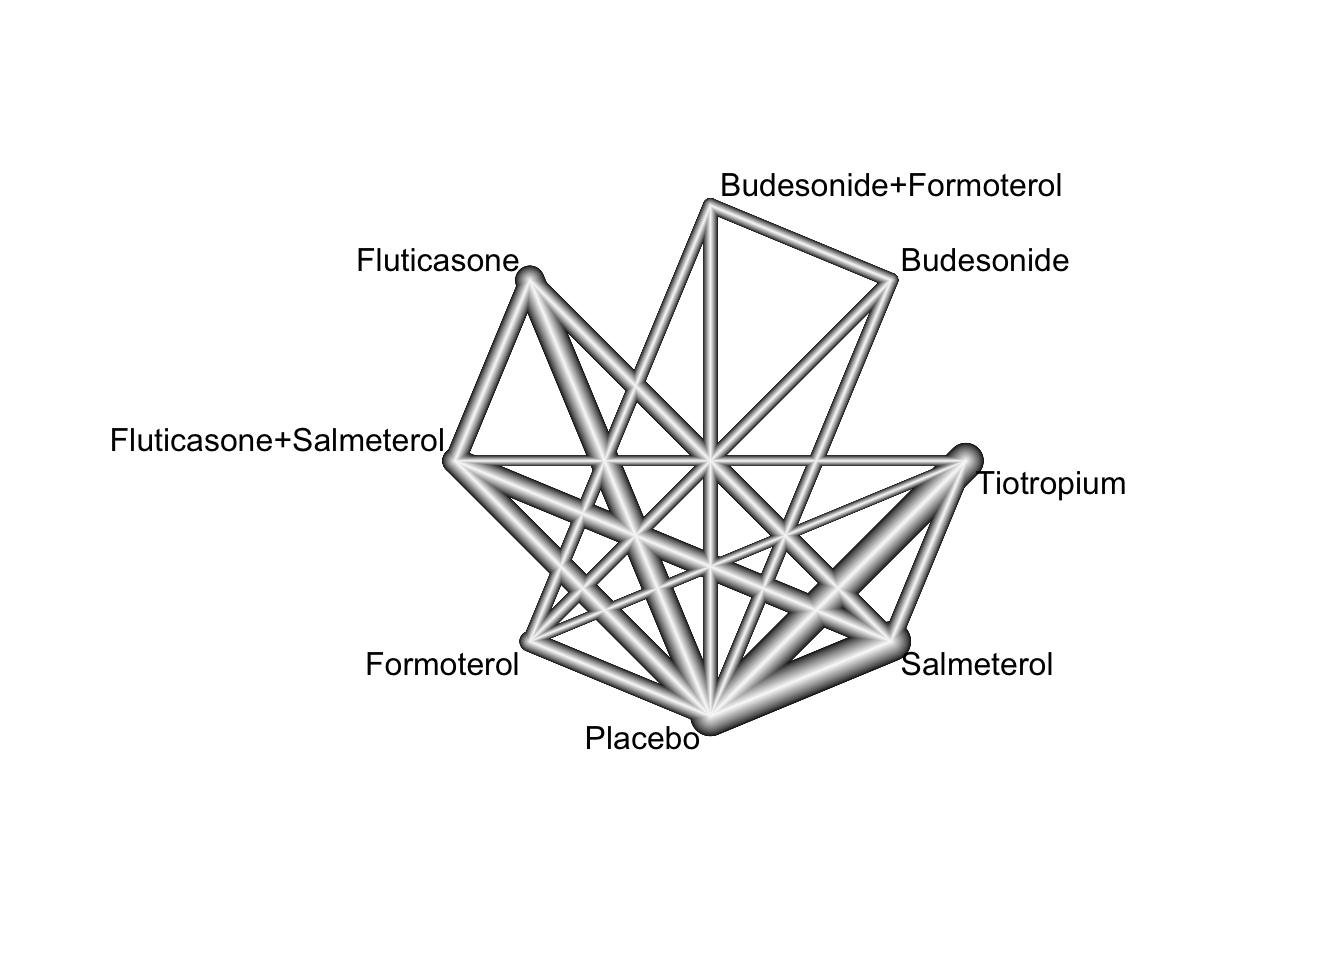 Budesonide+Formoterol
Fluticasone
Budesonide
Fluticasone+Salmeterol
Tiotropium
Formoterol
Salmeterol
Placebo